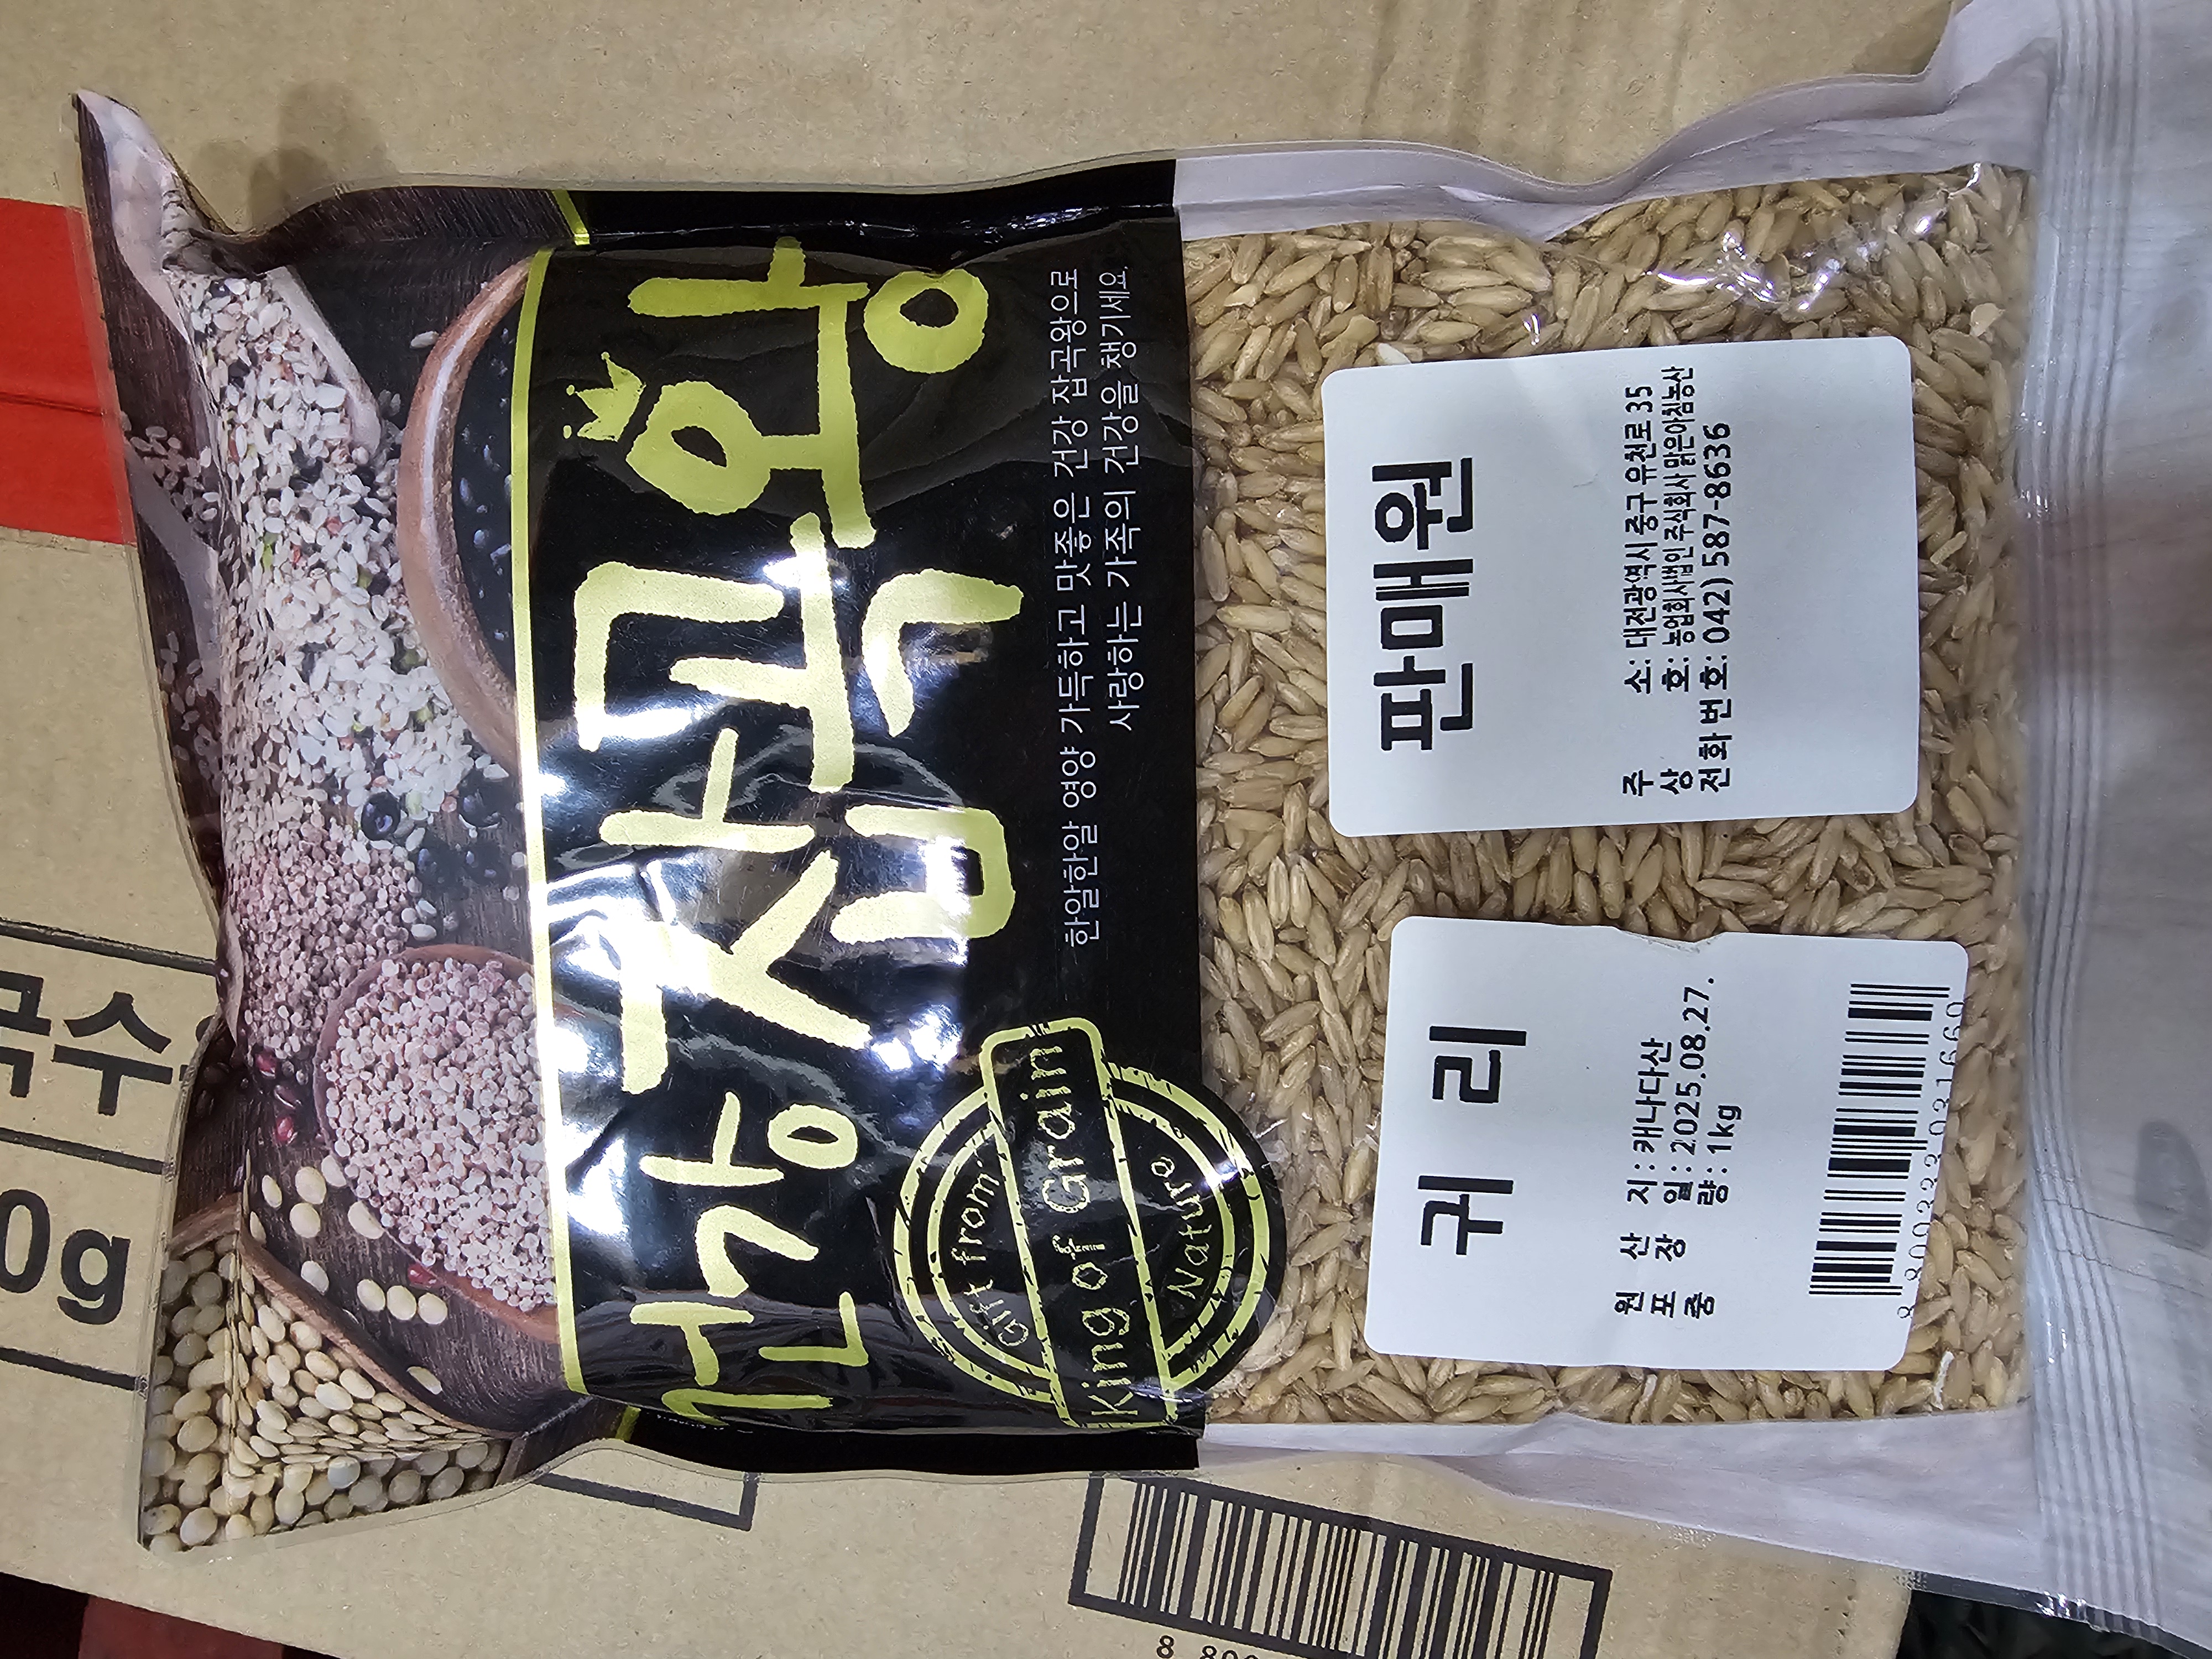 건강잡곡왕
한알한알 영양 가득하고 맛좋은 건강 잡곡왕으로
사랑하는 가족의 건강을 챙기세요.
Gift from
King of Grain
Nature
귀 리
원 산 지 : 캐나다산
포 장 일 : 2025.08.27.
중 량 : 1kg
판매원
주 소: 대전광역시 중구 유천로 35
상 호: 농업회사법인 주식회사 맑은아침농산
전 화 번 호: 042) 587-8636
국수
0g